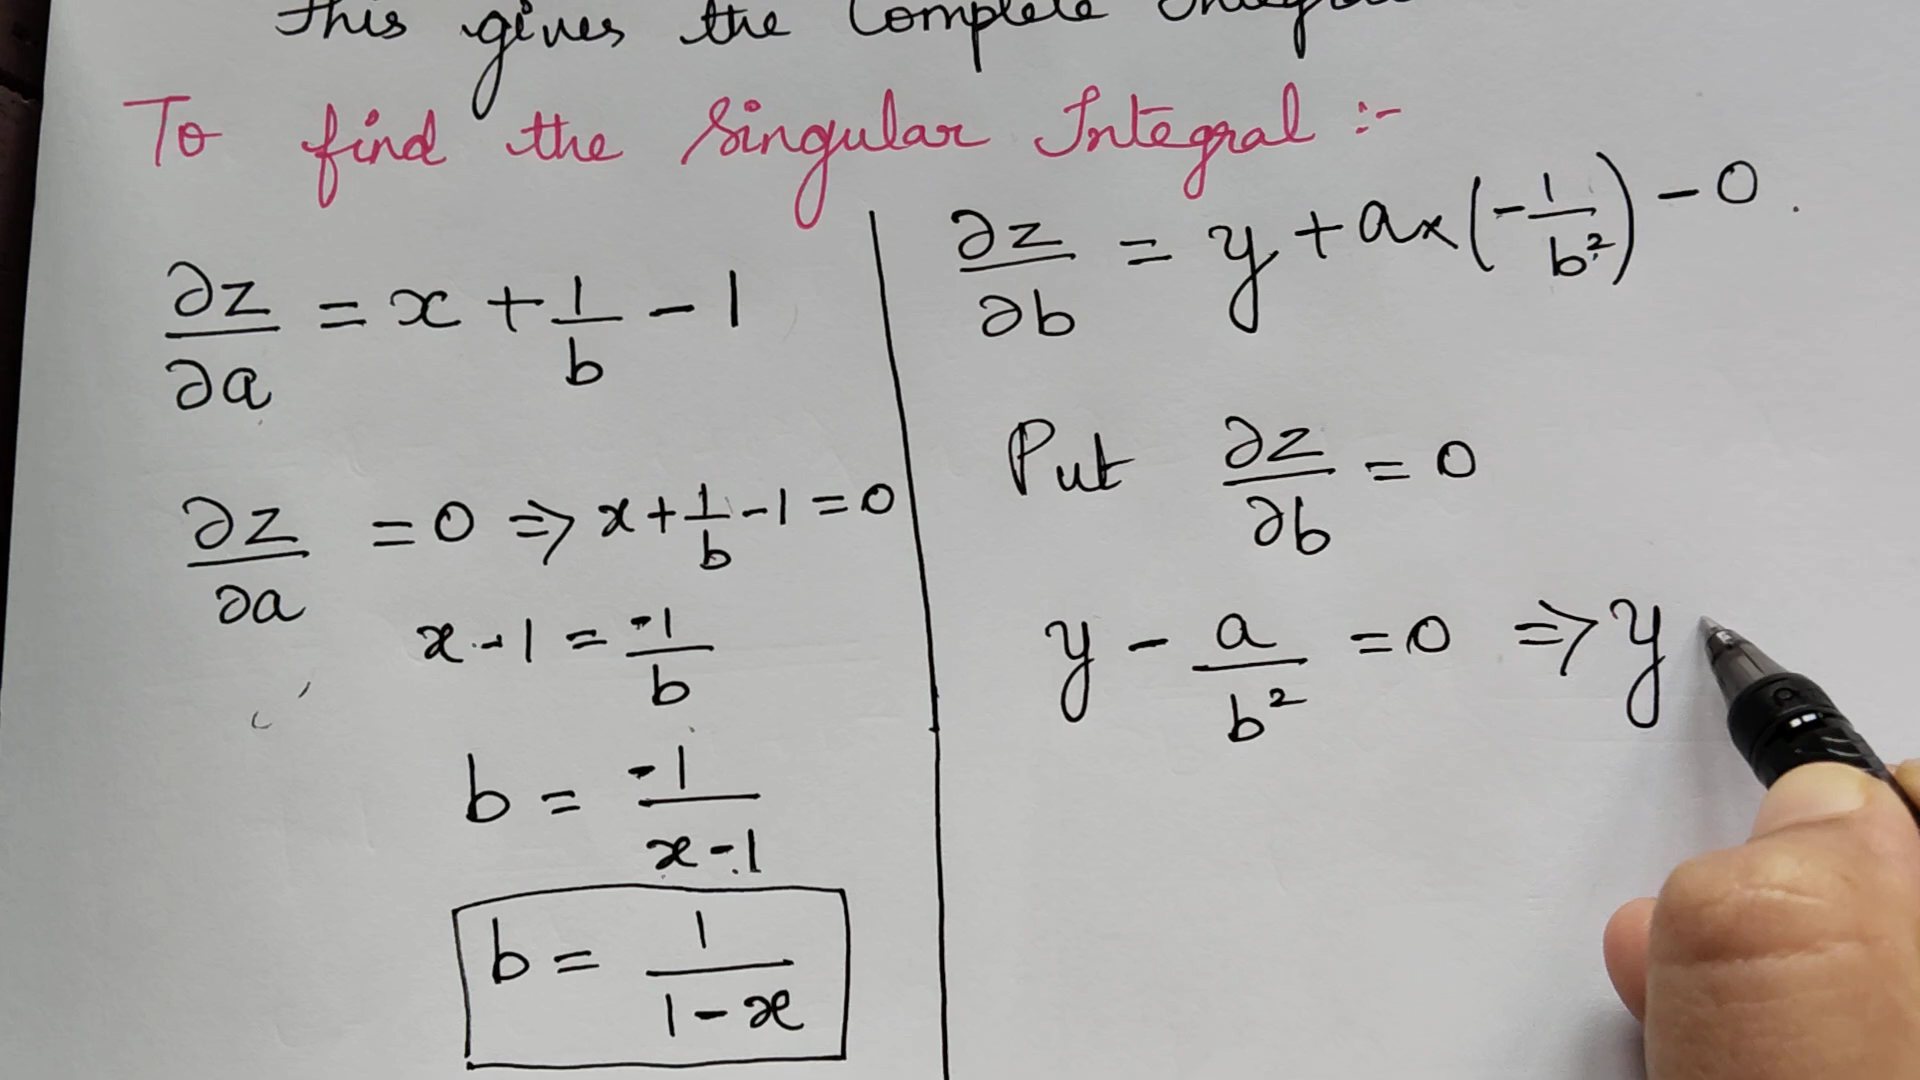 This gives the Complete Integral
To find the Singular Integral :-
∂z/∂a = x + 1/b - 1
∂z/∂a = 0 ⇒ x + 1/b - 1 = 0
x - 1 = -1/b
b = -1/(x-1)
b = 1/(1-x)
∂z/∂b = y + a × (-1/b²) - 0.
Put ∂z/∂b = 0
y - a/b² = 0 ⇒ y